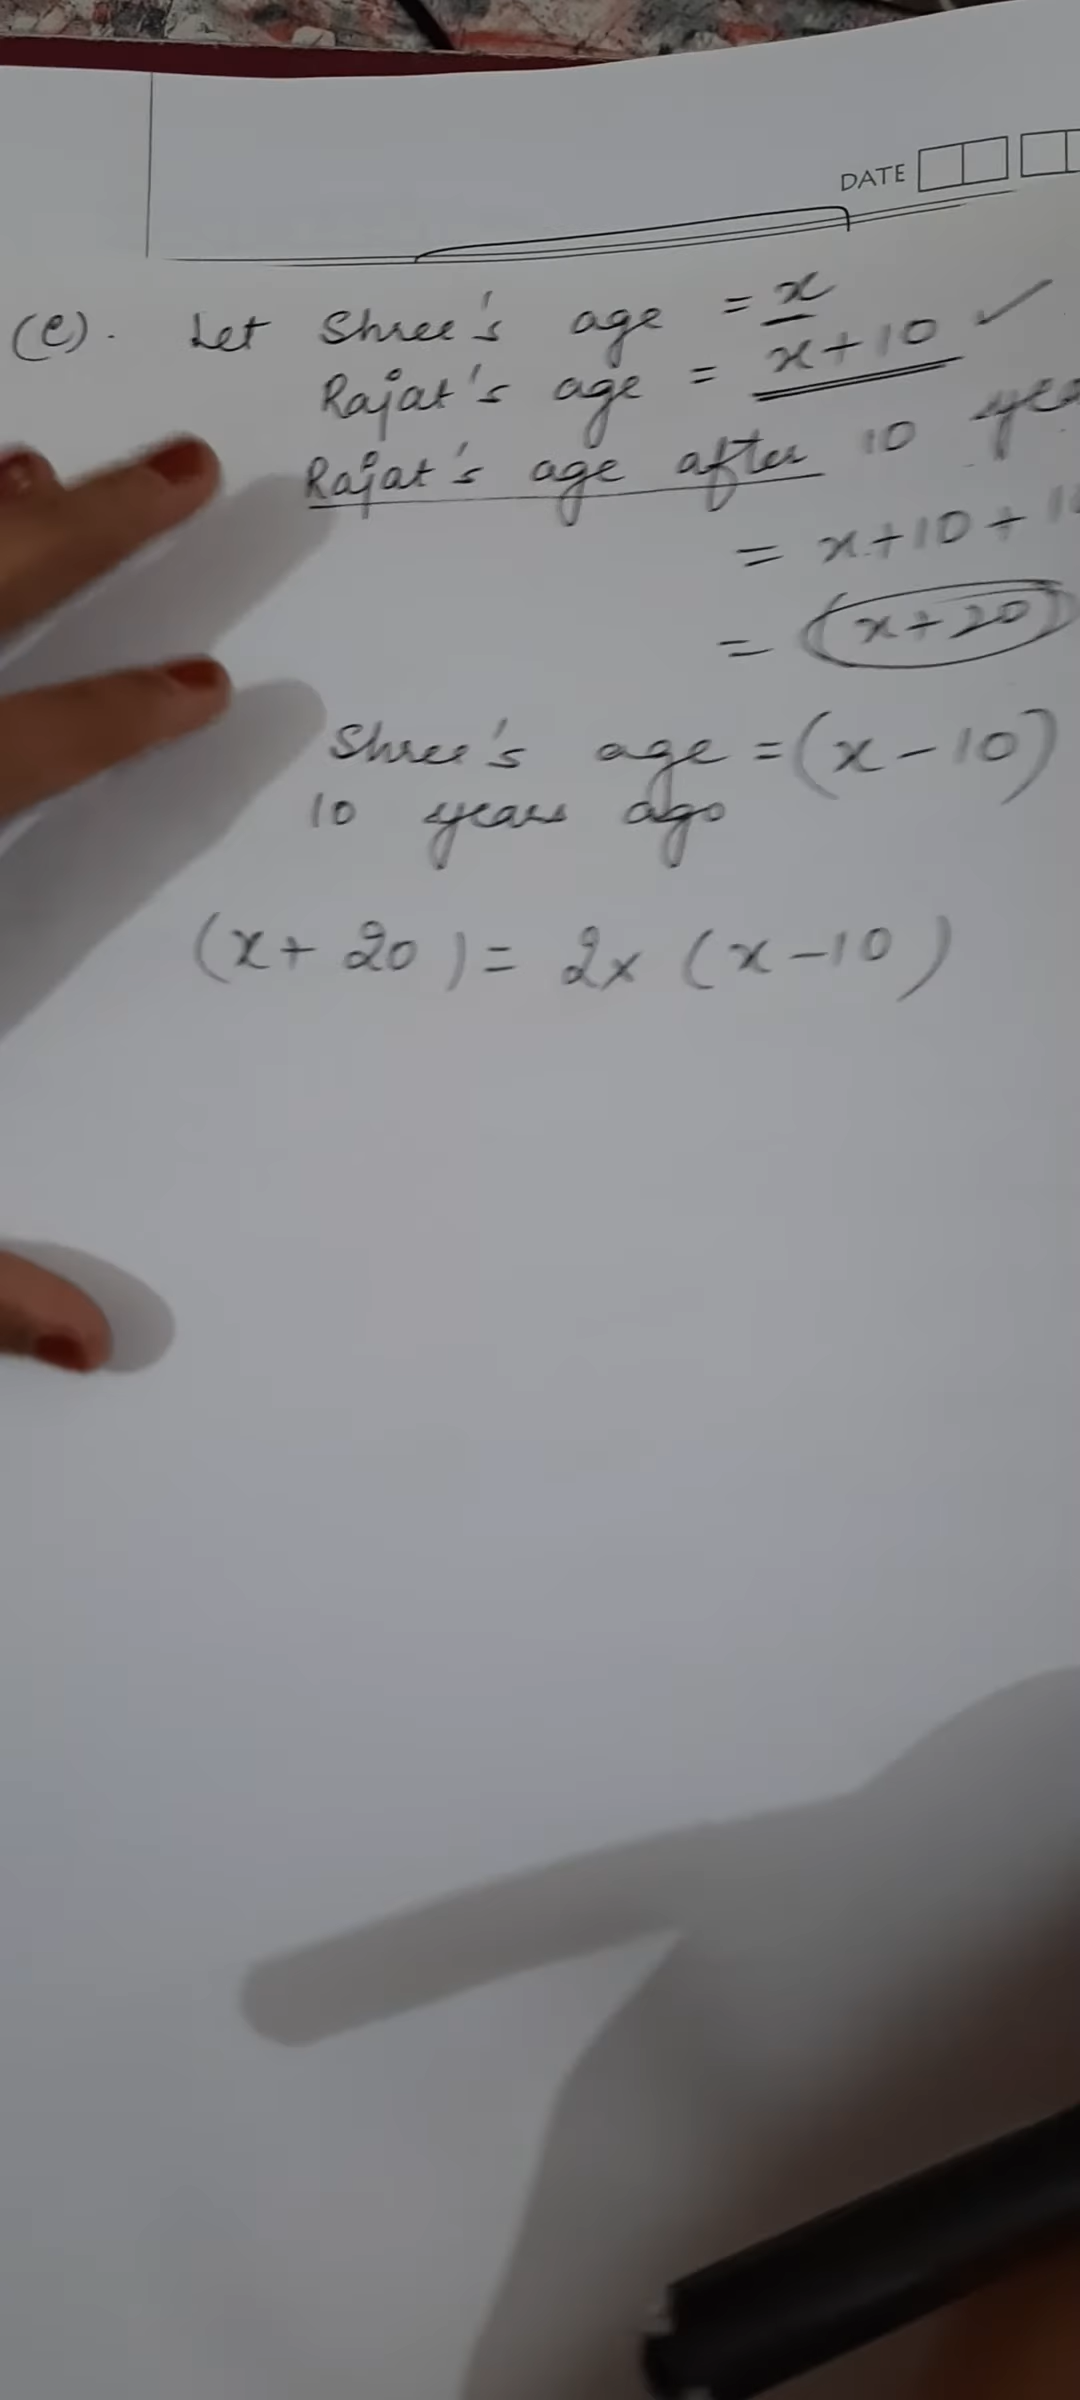 DATE
(e). Let Shree's age = x
Rajat's age = x+10 ✓
Rajat's age after 10
= x+10+
= (x+20)
Shree's age = (x-10)
10 years ago
(x+20) = 2x (x-10)